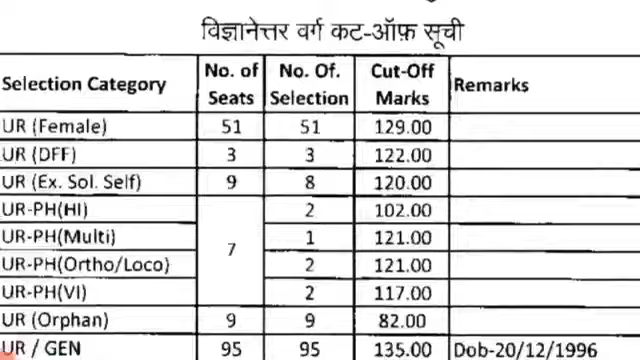 विज्ञानेत्तर वर्ग कट-ऑफ़ सूची
Selection Category No. of Seats No. Of. Selection Cut-Off Marks Remarks
UR (Female) 51 51 129.00
UR (DFF) 3 3 122.00
UR (Ex. Sol. Self) 9 8 120.00
UR-PH(HI) 7 2 102.00
UR-PH(Multi) 1 121.00
UR-PH(Ortho/Loco) 2 121.00
UR-PH(VI) 2 117.00
UR (Orphan) 9 9 82.00
UR / GEN 95 95 135.00 Dob-20/12/1996